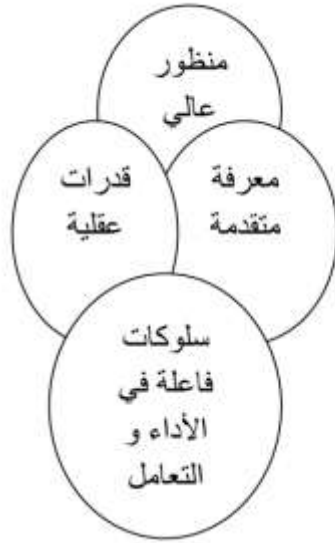 منظور
عالي
معرفة
متقدمة
قدرات
عقلية
سلوكات
فاعلة في
الأداء و
التعامل